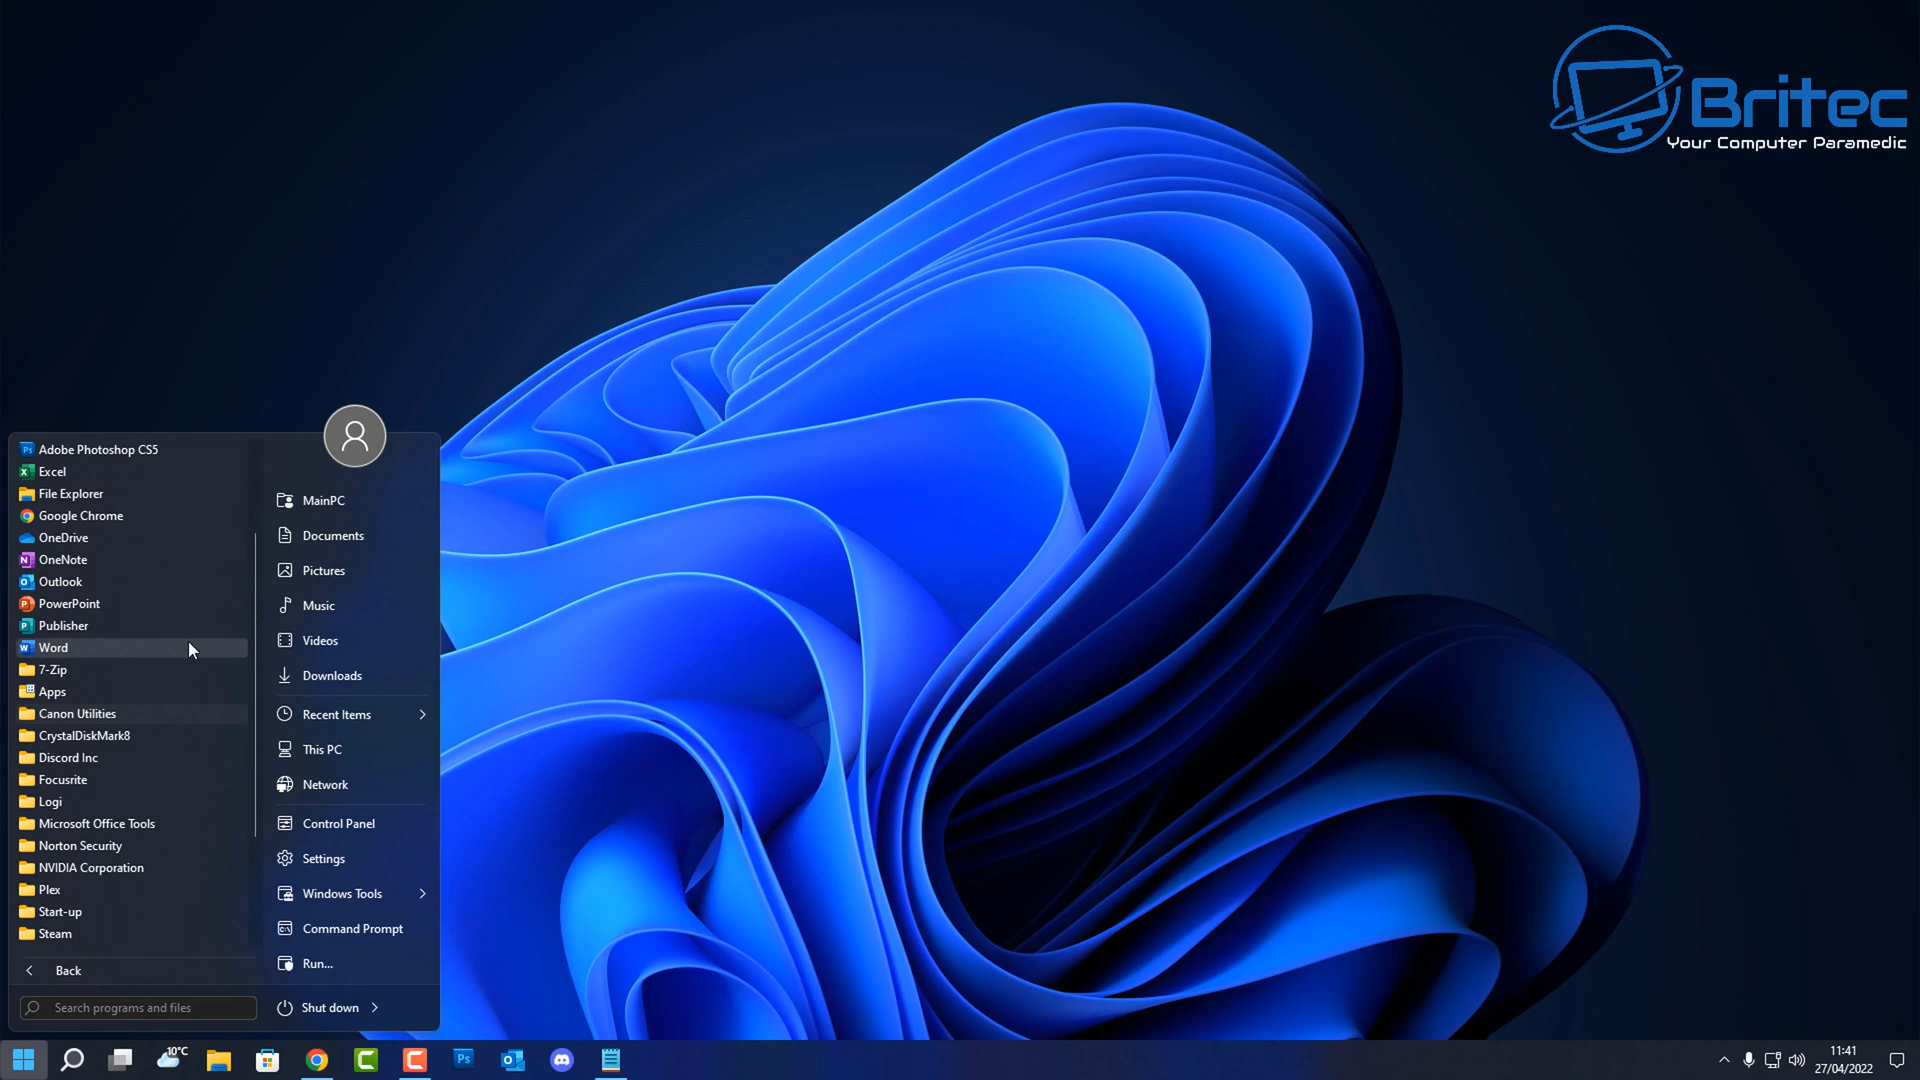 Britec
Your Computer Paramedic
Adobe Photoshop CS5
Excel
File Explorer
Google Chrome
OneDrive
OneNote
Outlook
PowerPoint
Publisher
Word
7-Zip
Apps
Canon Utilities
CrystalDiskMark8
Discord Inc
Focusrite
Logi
Microsoft Office Tools
Norton Security
NVIDIA Corporation
Plex
Start-up
Steam
Back
Search programs and files
MainPC
Documents
Pictures
Music
Videos
Downloads
Recent Items
This PC
Network
Control Panel
Settings
Windows Tools
Command Prompt
Run...
Shut down
10°C
Ps
11:41
27/04/2022